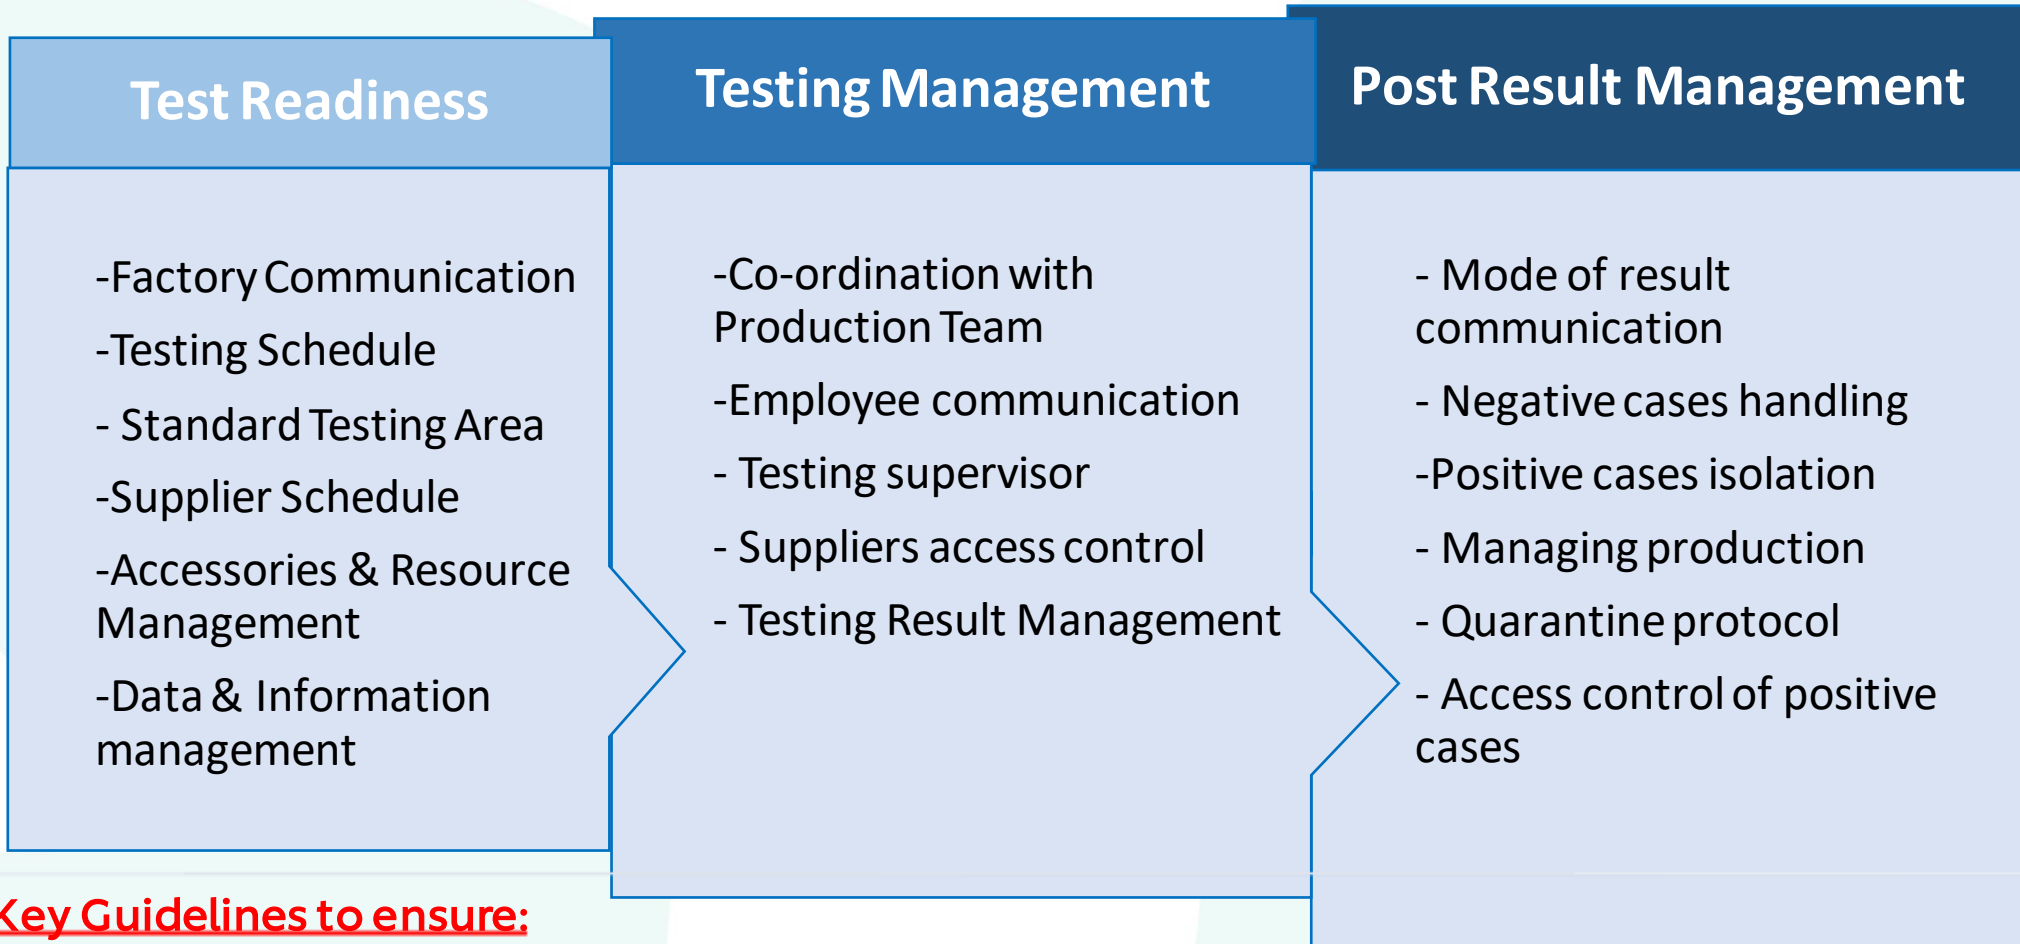 Test Readiness
-Factory Communication
-Testing Schedule
- Standard Testing Area
-Supplier Schedule
-Accessories & Resource
Management
-Data & Information
management
Testing Management
-Co-ordination with
Production Team
-Employee communication
- Testing supervisor
- Suppliers access control
- Testing Result Management
Post Result Management
- Mode of result
communication
- Negative cases handling
-Positive cases isolation
- Managing production
- Quarantine protocol
- Access control of positive
cases
Key Guidelines to ensure: